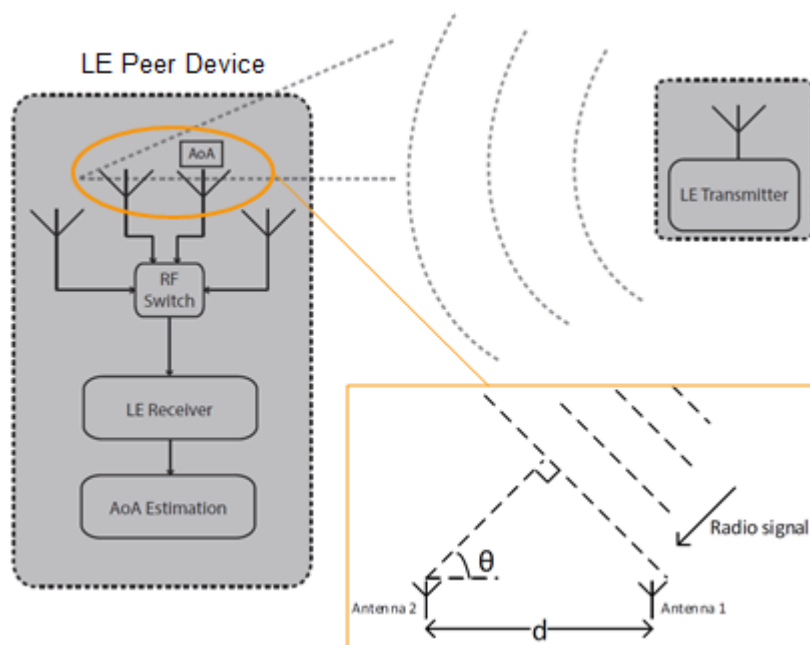 LE Peer Device
AoA
RF
Switch
LE Receiver
AoA Estimation
LE Transmitter
Radio signal
θ
Antenna 2
Antenna 1
d